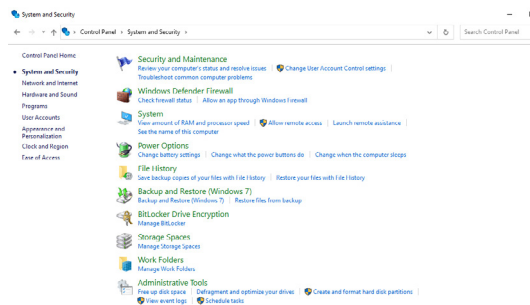 System and Security
Control Panel > System and Security >
Search Control Panel
Control Panel Home
System and Security
Network and Internet
Hardware and Sound
Programs
User Accounts
Appearance and
Personalization
Clock and Region
Ease of Access
Security and Maintenance
Review your computer's status and resolve issues | Change User Account Control settings |
Troubleshoot common computer problems
Windows Defender Firewall
Check firewall status | Allow an app through Windows Firewall
System
View amount of RAM and processor speed | Allow remote access | Launch remote assistance |
See the name of this computer
Power Options
Change battery settings | Change what the power buttons do | Change when the computer sleeps
File History
Save backup copies of your files with File History | Restore your files with File History
Backup and Restore (Windows 7)
Backup and Restore (Windows 7) | Restore files from backup
BitLocker Drive Encryption
Manage BitLocker
Storage Spaces
Manage Storage Spaces
Work Folders
Manage Work Folders
Administrative Tools
Free up disk space | Defragment and optimize your drives | Create and format hard disk partitions |
View event logs | Schedule tasks